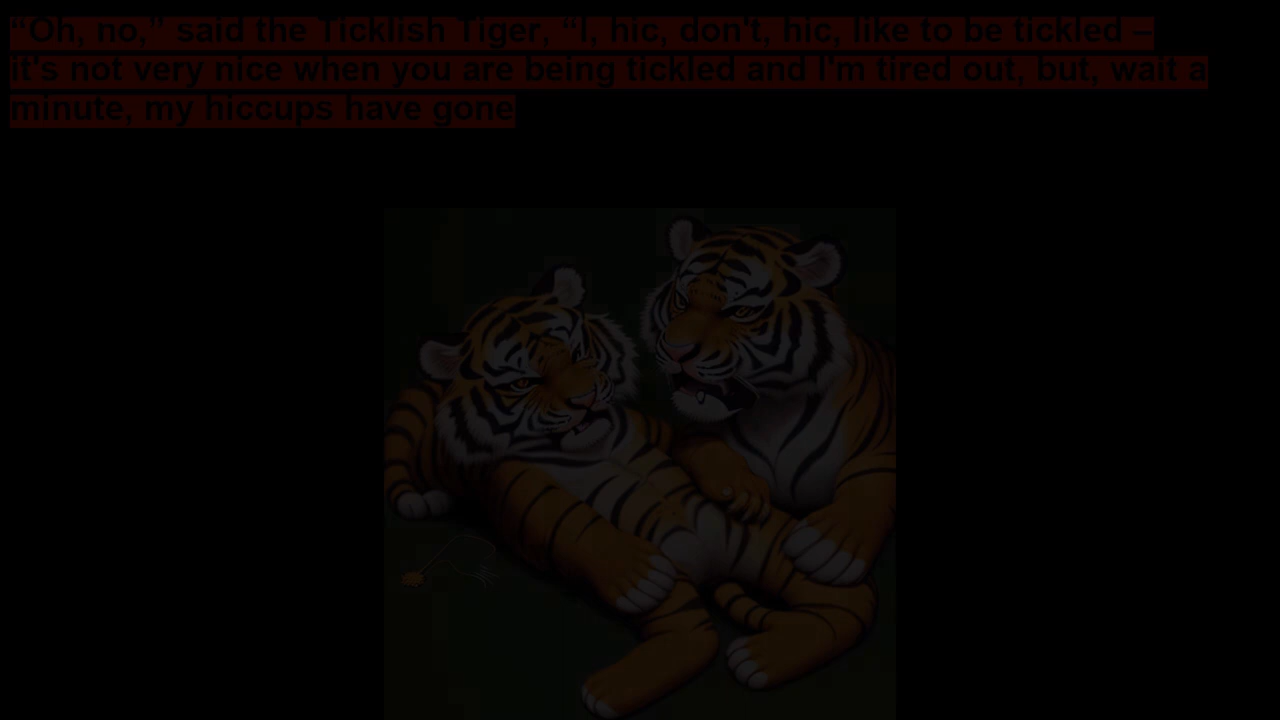 “Oh, no,” said the Ticklish Tiger, “I, hic, don't, hic, like to be tickled –
it's not very nice when you are being tickled and I'm tired out, but, wait a
minute, my hiccups have gone